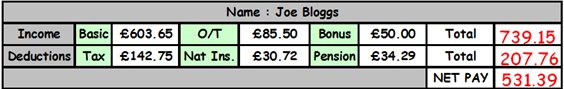 Name : Joe Bloggs
Income Basic £603.65 O/T £85.50 Bonus £50.00 Total 739.15
Deductions Tax £142.75 Nat Ins. £30.72 Pension £34.29 Total 207.76
NET PAY 531.39